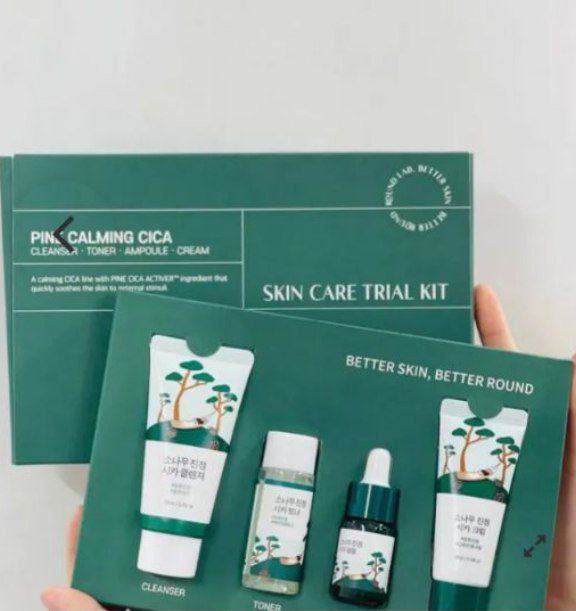 ROUND LAB. BETTER SKIN BETTER ROUND
PINE CALMING CICA
CLEANSER · TONER · AMPOULE · CREAM
A calming CICA line with PINE CICA ACTIVER™ ingredient that
quickly soothes the skin to external stimuli.
SKIN CARE TRIAL KIT
BETTER SKIN, BETTER ROUND
소나무 진정
시카 클렌저
소나무 진정
시카 토너
소나무 진정
시카 앰플
소나무 진정
시카 크림
CLEANSER
TONER